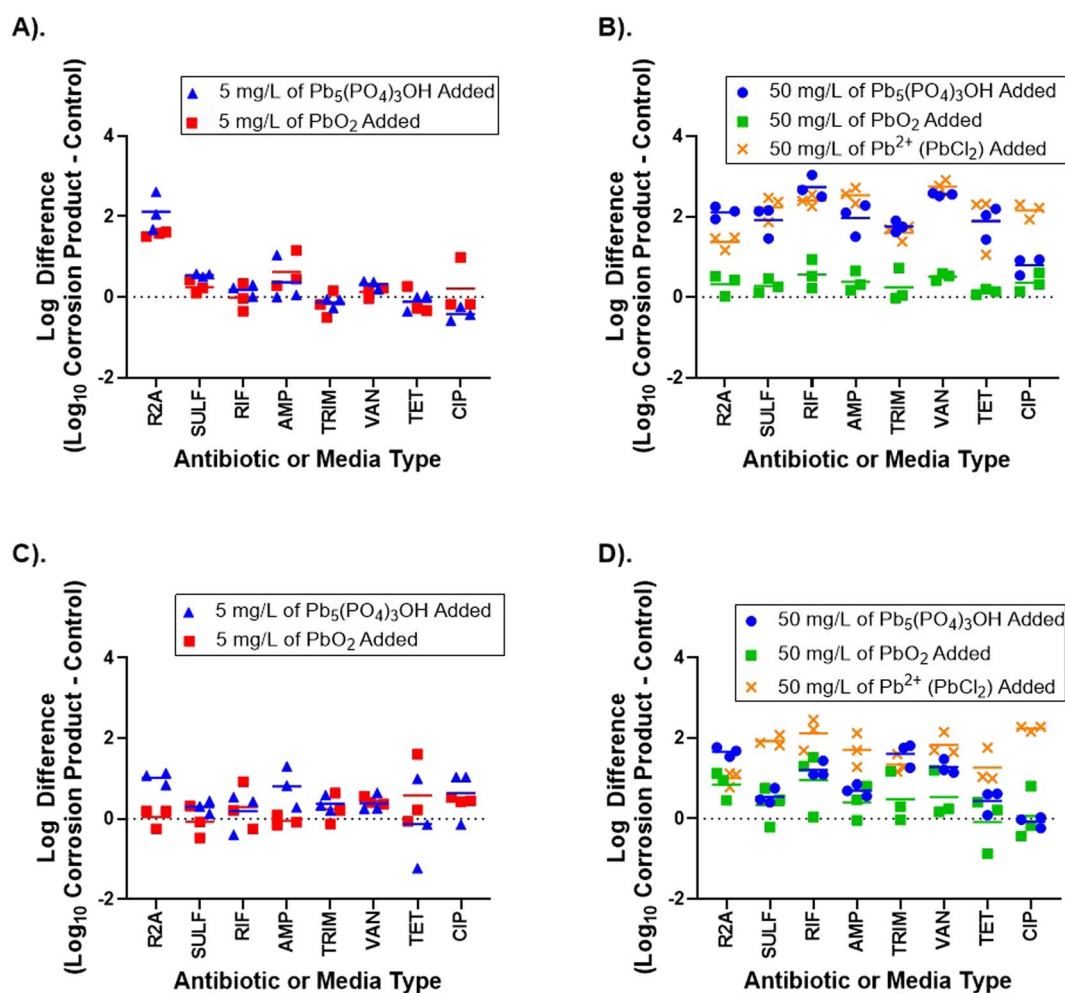 A).
5 mg/L of Pb₅(PO₄)₃OH Added
5 mg/L of PbO₂ Added
Log Difference
(Log₁₀ Corrosion Product - Control)
4
2
0
-2
R2A
SULF
RIF
AMP
TRIM
VAN
TET
CIP
Antibiotic or Media Type
B).
50 mg/L of Pb₅(PO₄)₃OH Added
50 mg/L of PbO₂ Added
50 mg/L of Pb²⁺ (PbCl₂) Added
Log Difference
(Log₁₀ Corrosion Product - Control)
4
2
0
-2
R2A
SULF
RIF
AMP
TRIM
VAN
TET
CIP
Antibiotic or Media Type
C).
5 mg/L of Pb₅(PO₄)₃OH Added
5 mg/L of PbO₂ Added
Log Difference
(Log₁₀ Corrosion Product - Control)
4
2
0
-2
R2A
SULF
RIF
AMP
TRIM
VAN
TET
CIP
Antibiotic or Media Type
D).
50 mg/L of Pb₅(PO₄)₃OH Added
50 mg/L of PbO₂ Added
50 mg/L of Pb²⁺ (PbCl₂) Added
Log Difference
(Log₁₀ Corrosion Product - Control)
4
2
0
-2
R2A
SULF
RIF
AMP
TRIM
VAN
TET
CIP
Antibiotic or Media Type